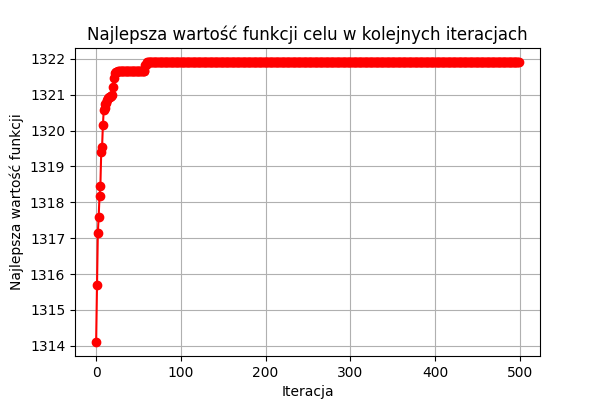 Najlepsza wartość funkcji celu w kolejnych iteracjach
1322
1321
1320
1319
1318
1317
1316
1315
1314
Najlepsza wartość funkcji
0 100 200 300 400 500
Iteracja